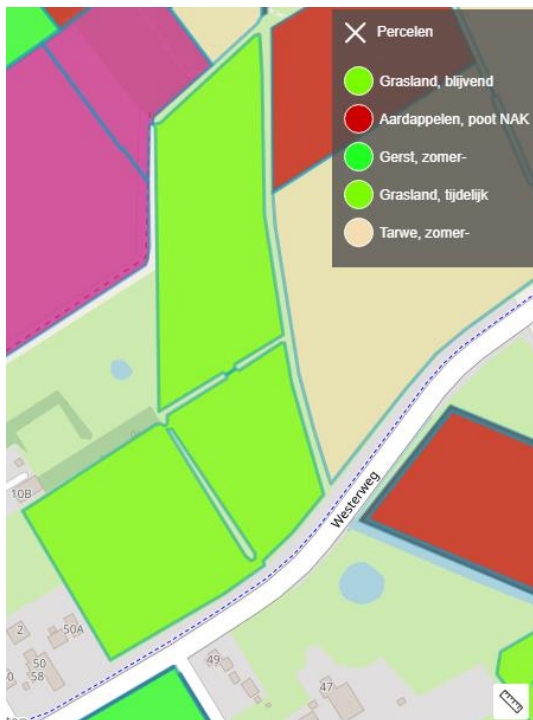 Percelen
Grasland, blijvend
Aardappelen, poot NAK
Gerst, zomer-
Grasland, tijdelijk
Tarwe, zomer-
Westerweg
10B
2
50A
50
58
49
47